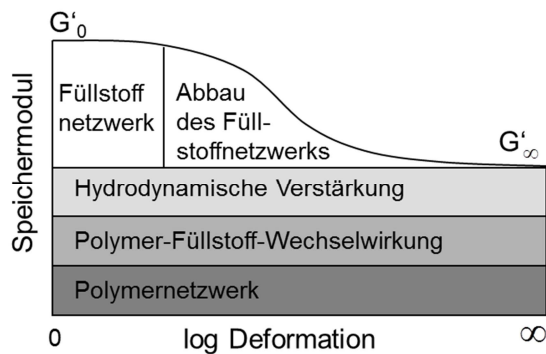 G'₀
Speichermodul
Füllstoff
netzwerk
Abbau
des Füll-
stoffnetzwerks
G'∞
Hydrodynamische Verstärkung
Polymer-Füllstoff-Wechselwirkung
Polymernetzwerk
0
log Deformation
∞